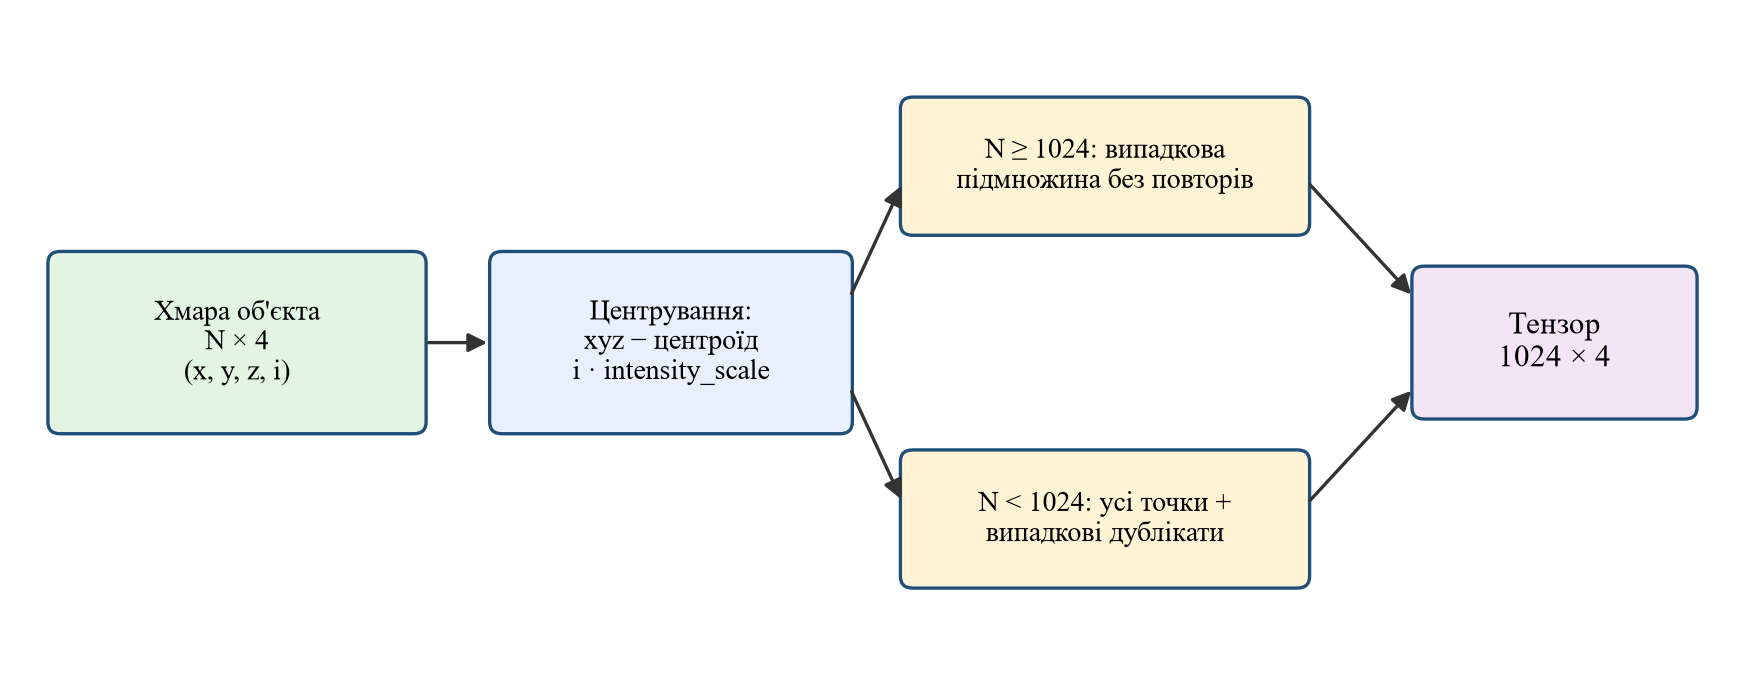 Хмара об'єкта
N × 4
(x, y, z, i)
Центрування:
xyz − центроїд
i · intensity_scale
N ≥ 1024: випадкова
підмножина без повторів
N < 1024: усі точки +
випадкові дублікати
Тензор
1024 × 4